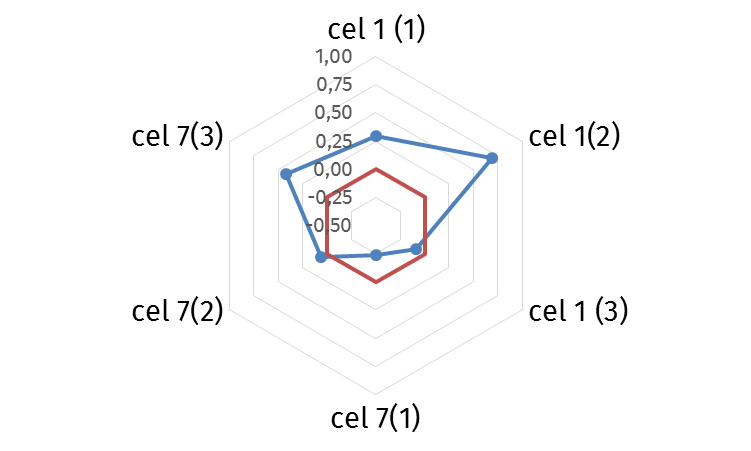 cel 1 (1)
1,00
0,75
0,50
0,25
0,00
-0,25
-0,50
cel 7(3)
cel 1(2)
cel 7(2)
cel 1 (3)
cel 7(1)